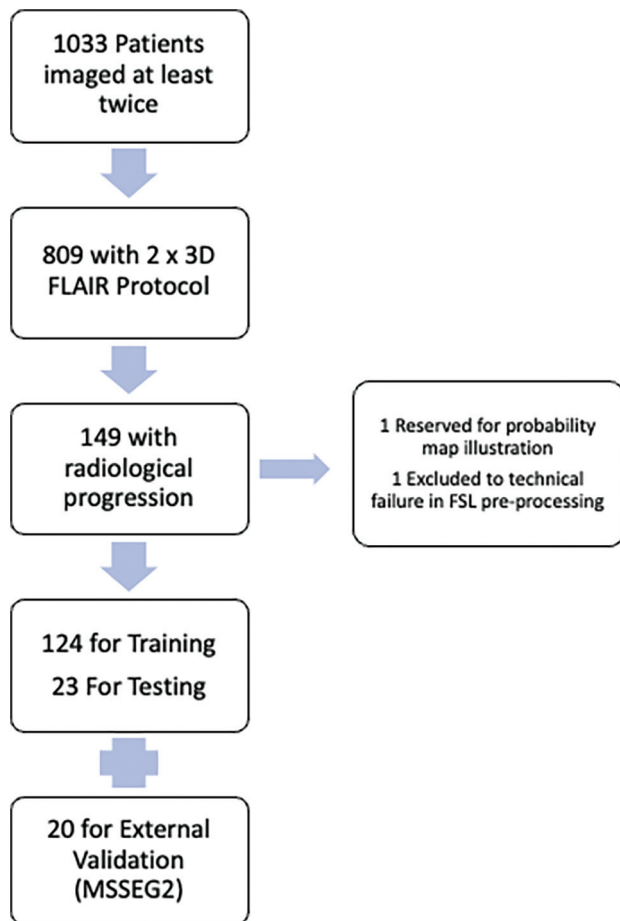 1033 Patients
imaged at least
twice
809 with 2 x 3D
FLAIR Protocol
149 with
radiological
progression
1 Reserved for probability
map illustration
1 Excluded to technical
failure in FSL pre-processing
124 for Training
23 For Testing
20 for External
Validation
(MSSEG2)